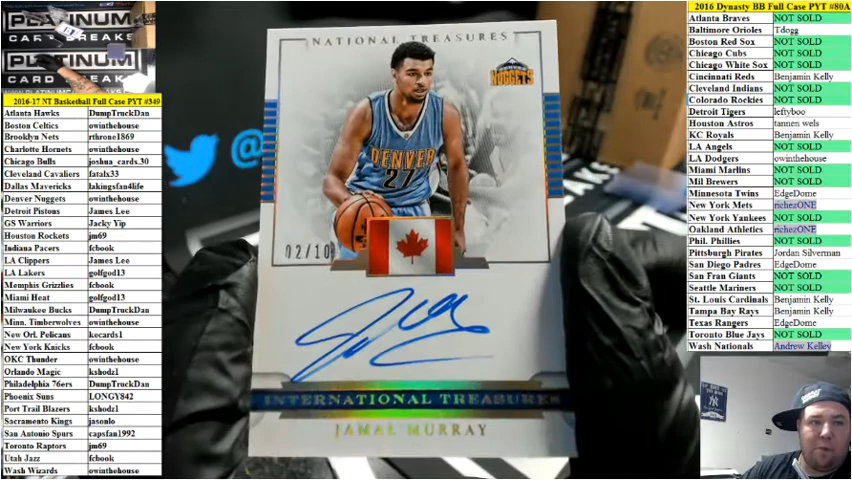 PLATINUM
CARD BREAKS
PLATINUM
CARD BREAKS
2016-17 NT Basketball Full Case PYT #349
Atlanta Hawks DumpTruckDan
Boston Celtics owinthehouse
Brooklyn Nets rthrone1869
Charlotte Hornets owinthehouse
Chicago Bulls joshua_cards.30
Cleveland Cavaliers fatalx33
Dallas Mavericks lakingsfan4life
Denver Nuggets owinthehouse
Detroit Pistons James Lee
GS Warriors Jacky Yip
Houston Rockets jm69
Indiana Pacers fcbook
LA Clippers James Lee
LA Lakers golfgod13
Memphis Grizzlies fcbook
Miami Heat golfgod13
Milwaukee Bucks DumpTruckDan
Minn. Timberwolves owinthehouse
New Orl. Pelicans kecards1
New York Knicks fcbook
OKC Thunder owinthehouse
Orlando Magic kshodz1
Philadelphia 76ers DumpTruckDan
Phoenix Suns LONGY842
Port Trail Blazers kshodz1
Sacramento Kings jasonlo
San Antonio Spurs capsfan1992
Toronto Raptors jm69
Utah Jazz fcbook
Wash Wizards owinthehouse
@
NATIONAL TREASURES
NUGGETS
DENVER
27
02/10
INTERNATIONAL TREASURES
JAMAL MURRAY
2016 Dynasty BB Full Case PYT #80A
Atlanta Braves NOT SOLD
Baltimore Orioles Tdogg
Boston Red Sox NOT SOLD
Chicago Cubs NOT SOLD
Chicago White Sox NOT SOLD
Cincinnati Reds Benjamin Kelly
Cleveland Indians NOT SOLD
Colorado Rockies NOT SOLD
Detroit Tigers leftyboo
Houston Astros tannen wels
KC Royals Benjamin Kelly
LA Angels NOT SOLD
LA Dodgers owinthehouse
Miami Marlins NOT SOLD
Mil Brewers NOT SOLD
Minnesota Twins EdgeDome
New York Mets richezONE
New York Yankees NOT SOLD
Oakland Athletics richezONE
Phil. Phillies NOT SOLD
Pittsburgh Pirates Jordan Silverman
San Diego Padres EdgeDome
San Fran Giants NOT SOLD
Seattle Mariners NOT SOLD
St. Louis Cardinals Benjamin Kelly
Tampa Bay Rays Benjamin Kelly
Texas Rangers EdgeDome
Toronto Blue Jays NOT SOLD
Wash Nationals Andrew Kelley